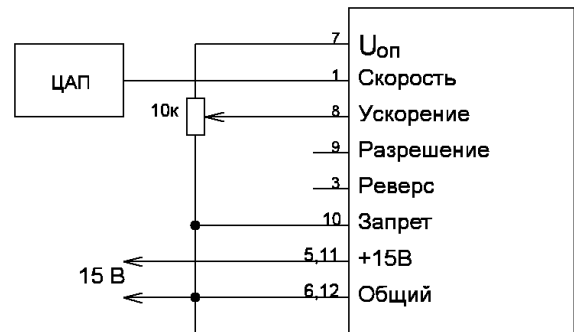 7 Uоп
ЦАП 1 Скорость
10к 8 Ускорение
9 Разрешение
3 Реверс
10 Запрет
5,11 +15В
15 В
6,12 Общий